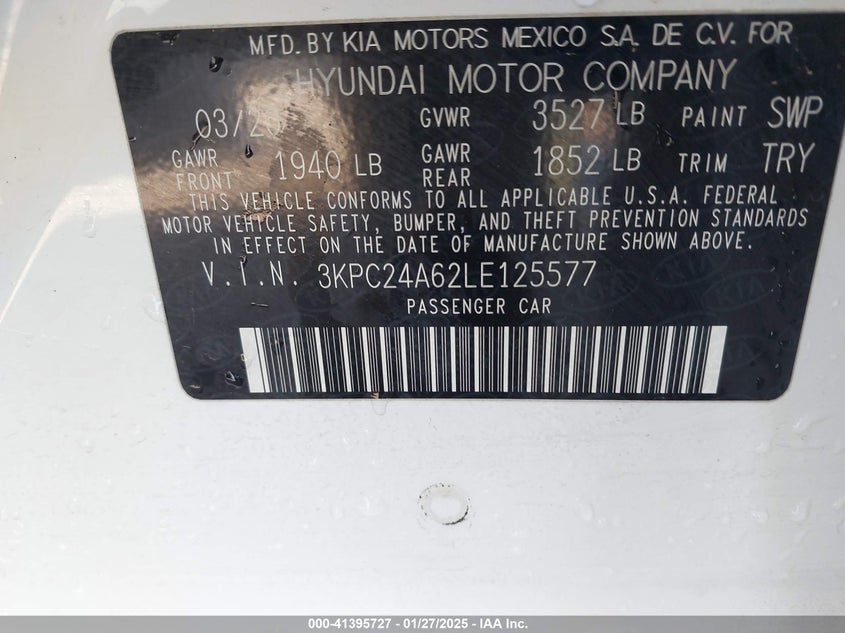 MFD. BY KIA MOTORS MEXICO S.A. DE C.V. FOR
HYUNDAI MOTOR COMPANY
03/20 GVWR 3527 LB PAINT SWP
GAWR FRONT 1940 LB GAWR REAR 1852 LB TRIM TRY
THIS VEHICLE CONFORMS TO ALL APPLICABLE U.S.A. FEDERAL
MOTOR VEHICLE SAFETY, BUMPER, AND THEFT PREVENTION STANDARDS
IN EFFECT ON THE DATE OF MANUFACTURE SHOWN ABOVE.
V.I.N. 3KPC24A62LE125577
PASSENGER CAR
000-41395727 - 01/27/2025 - IAA Inc.